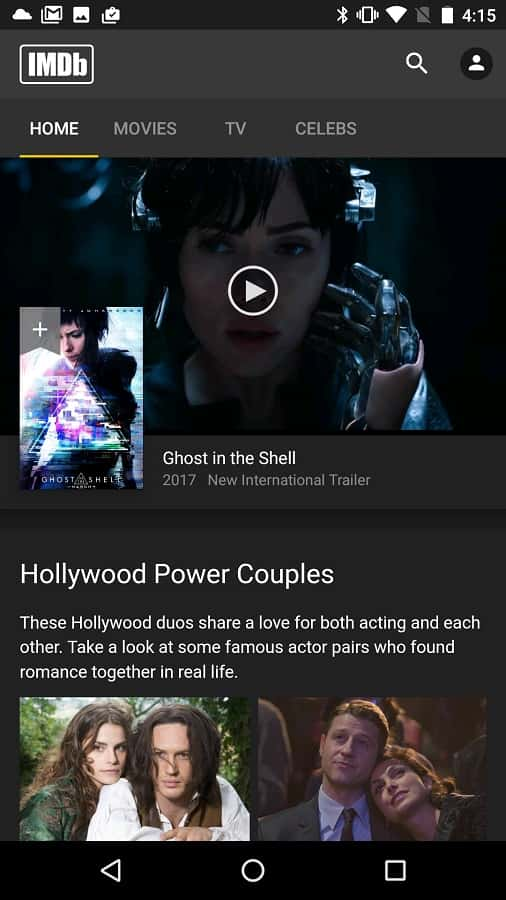 4:15
IMDb
HOME MOVIES TV CELEBS
GHOST IN THE SHELL
Ghost in the Shell
2017 New International Trailer
Hollywood Power Couples
These Hollywood duos share a love for both acting and each
other. Take a look at some famous actor pairs who found
romance together in real life.